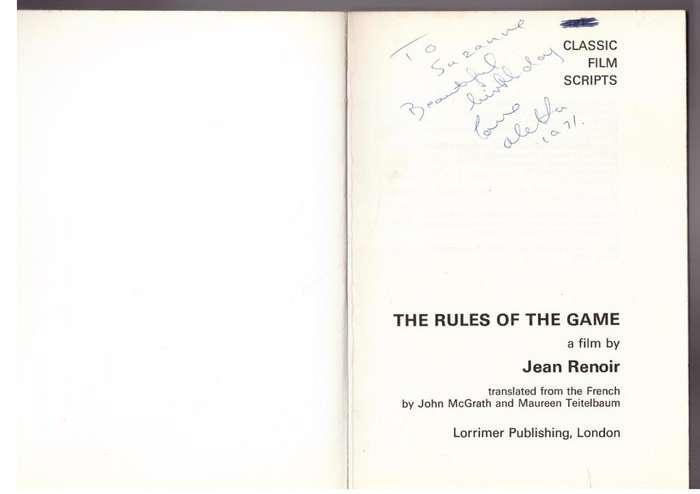 To
Suzanne
Beautiful
birthday
love
aletta
1971.
CLASSIC
FILM
SCRIPTS
THE RULES OF THE GAME
a film by
Jean Renoir
translated from the French
by John McGrath and Maureen Teitelbaum
Lorrimer Publishing, London